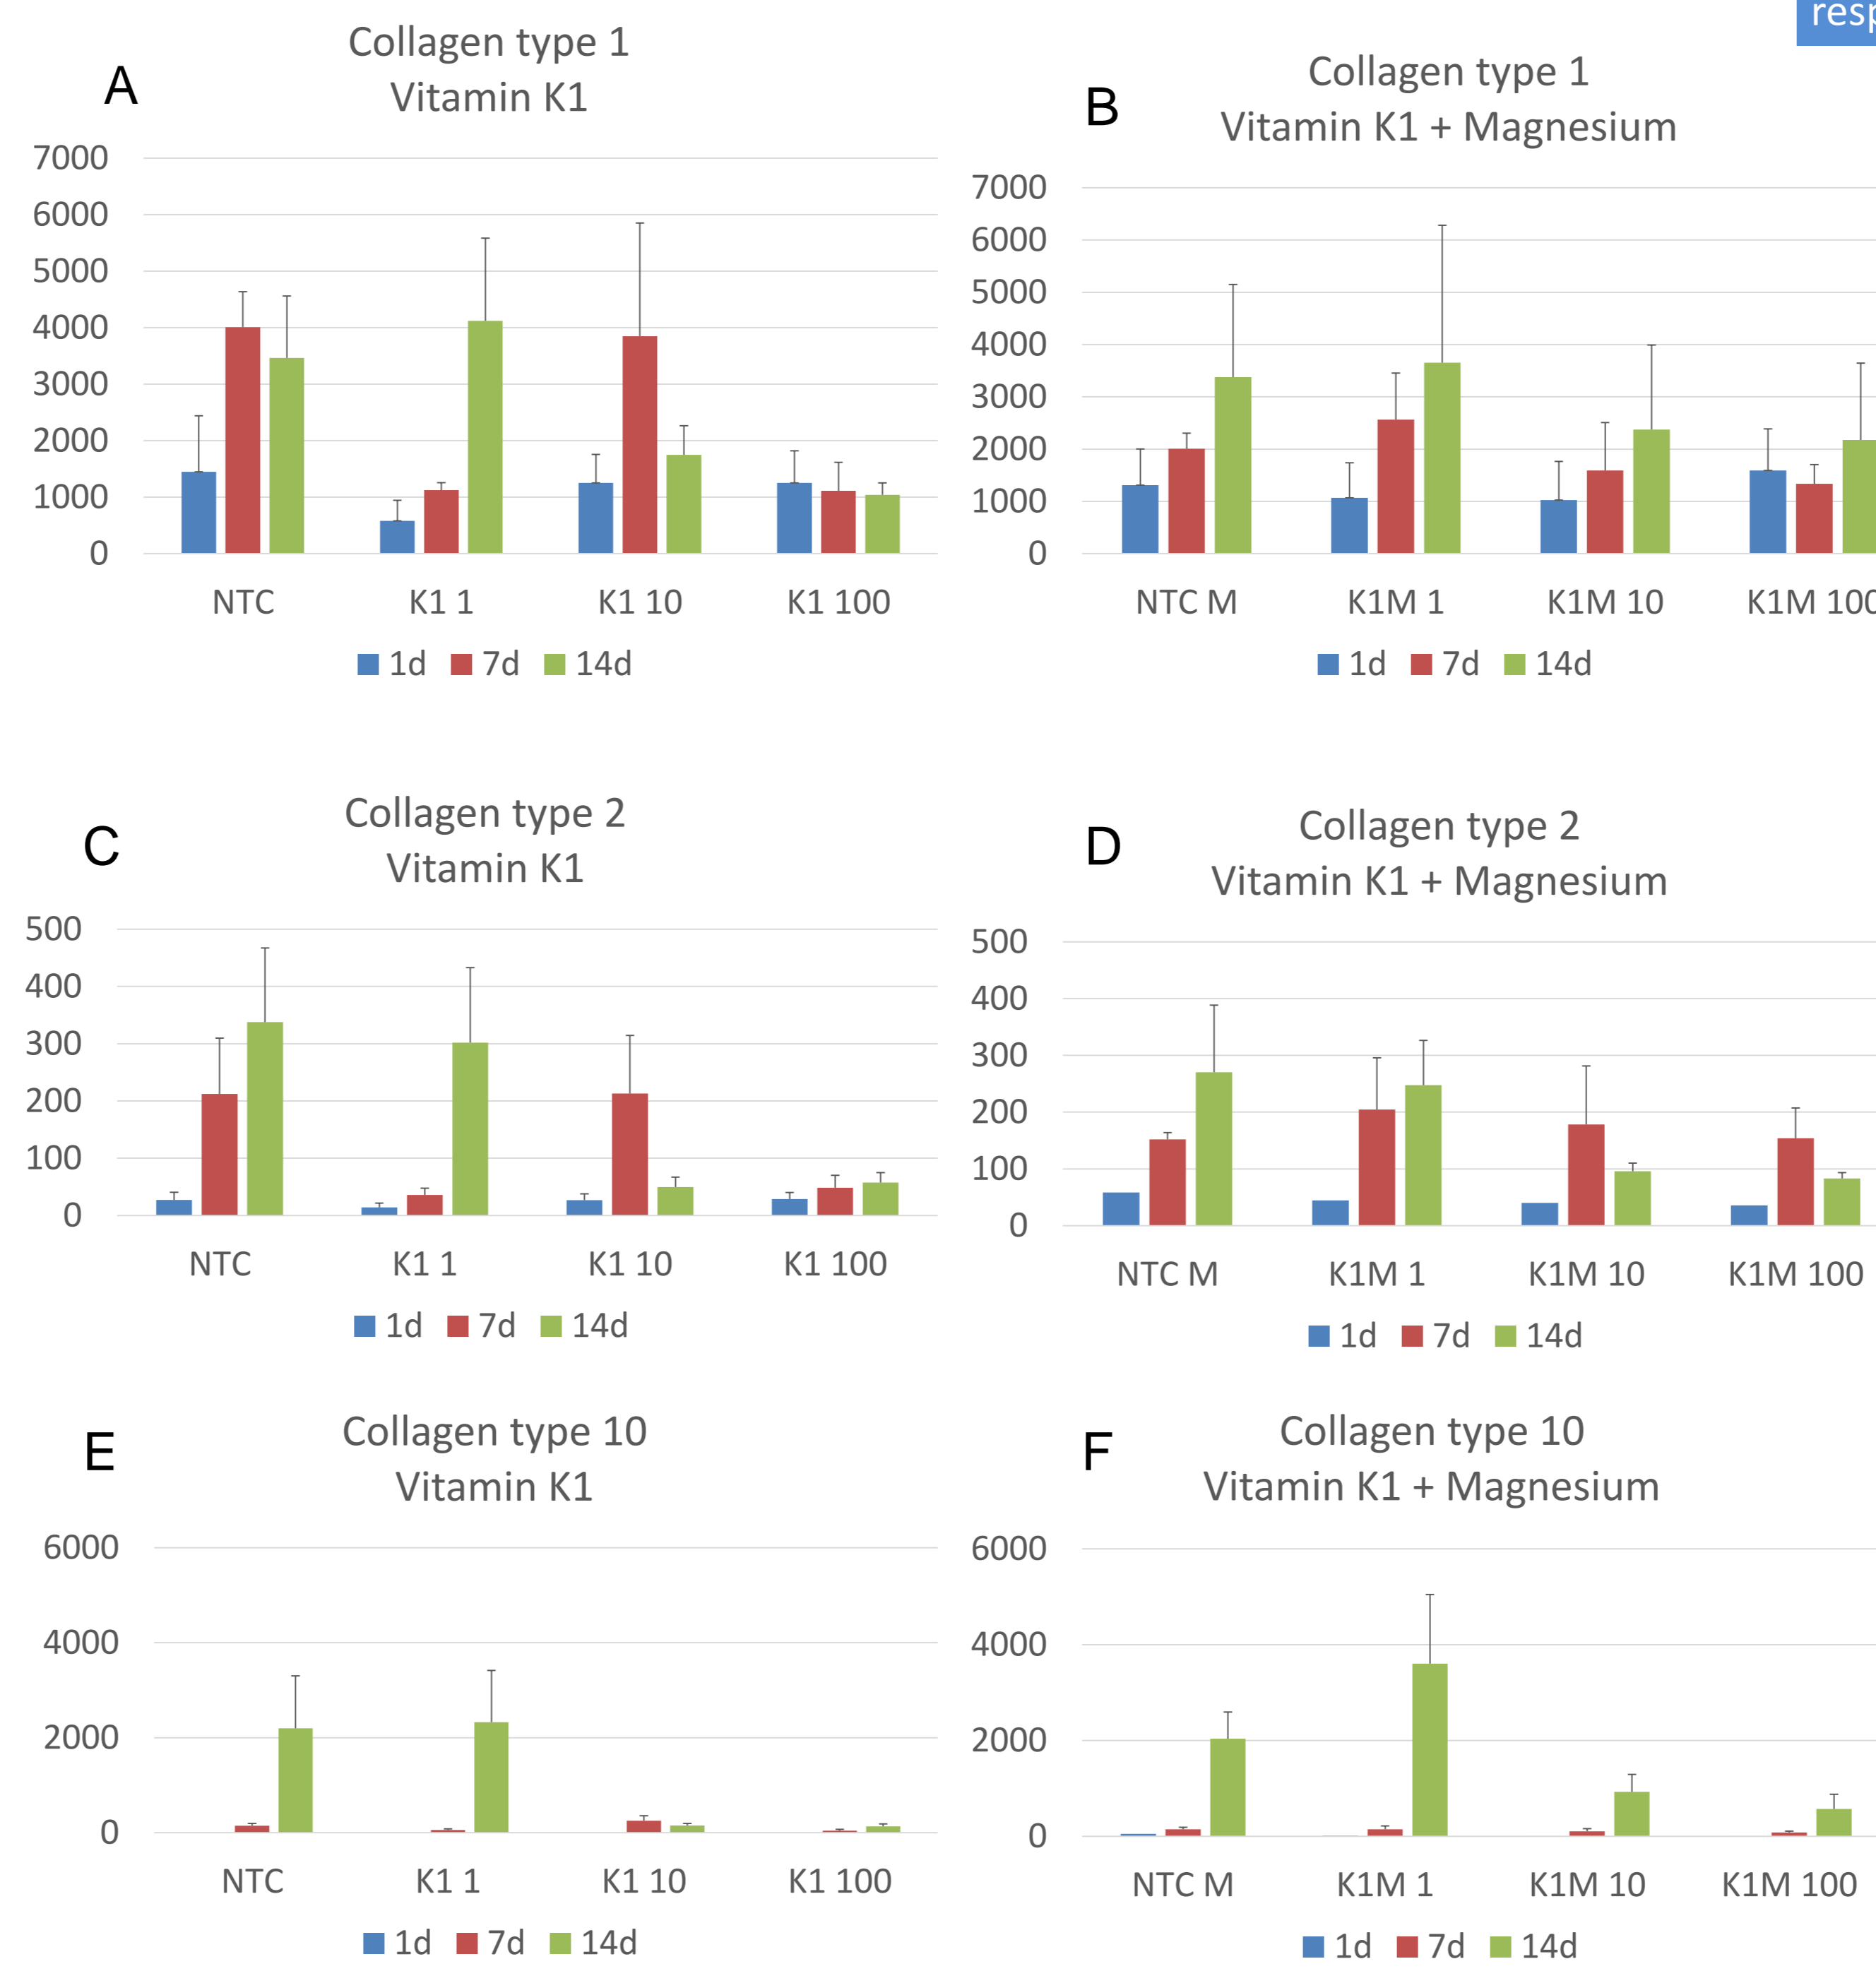 resp
A
Collagen type 1
Vitamin K1
7000
6000
5000
4000
3000
2000
1000
0
NTC K1 1 K1 10 K1 100
1d 7d 14d
B
Collagen type 1
Vitamin K1 + Magnesium
7000
6000
5000
4000
3000
2000
1000
0
NTC M K1M 1 K1M 10 K1M 100
1d 7d 14d
C
Collagen type 2
Vitamin K1
500
400
300
200
100
0
NTC K1 1 K1 10 K1 100
1d 7d 14d
D
Collagen type 2
Vitamin K1 + Magnesium
500
400
300
200
100
0
NTC M K1M 1 K1M 10 K1M 100
1d 7d 14d
E
Collagen type 10
Vitamin K1
6000
4000
2000
0
NTC K1 1 K1 10 K1 100
1d 7d 14d
F
Collagen type 10
Vitamin K1 + Magnesium
6000
4000
2000
0
NTC M K1M 1 K1M 10 K1M 100
1d 7d 14d